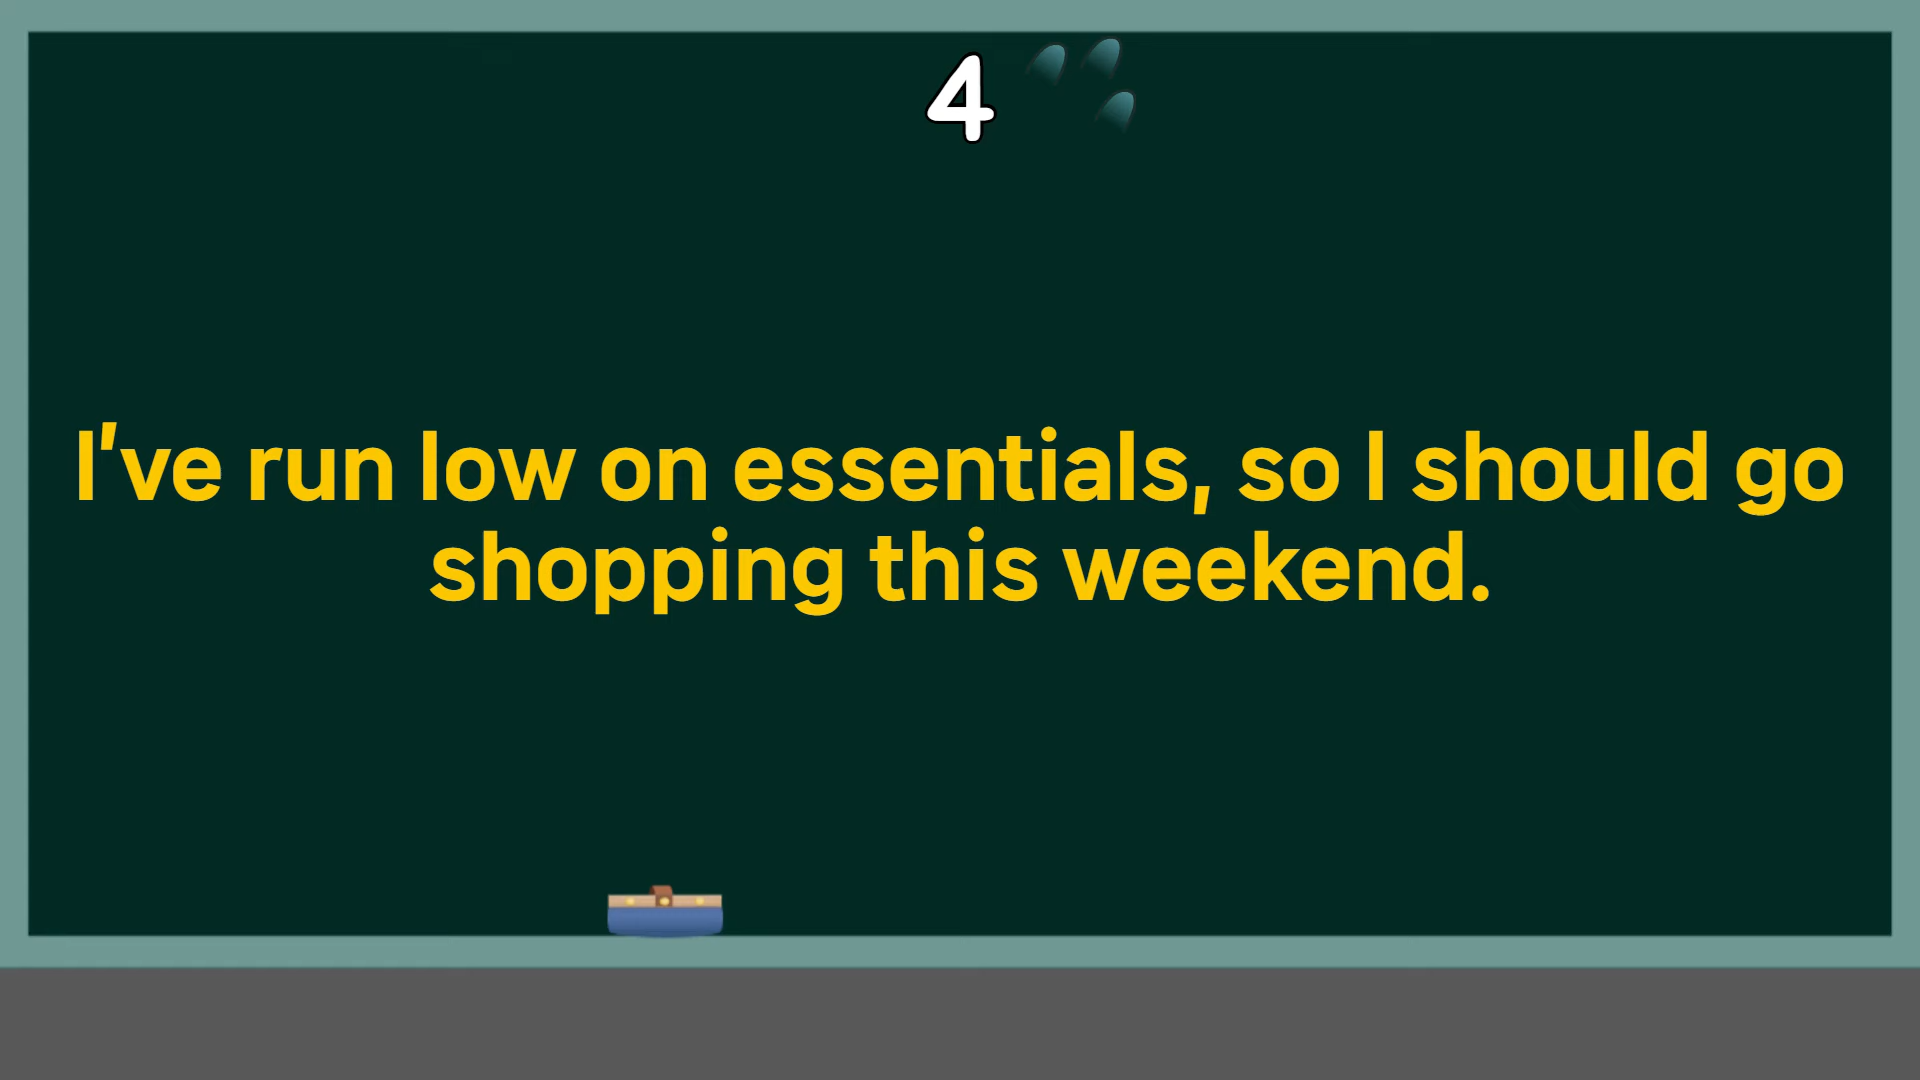 4
I've run low on essentials, so I should go
shopping this weekend.